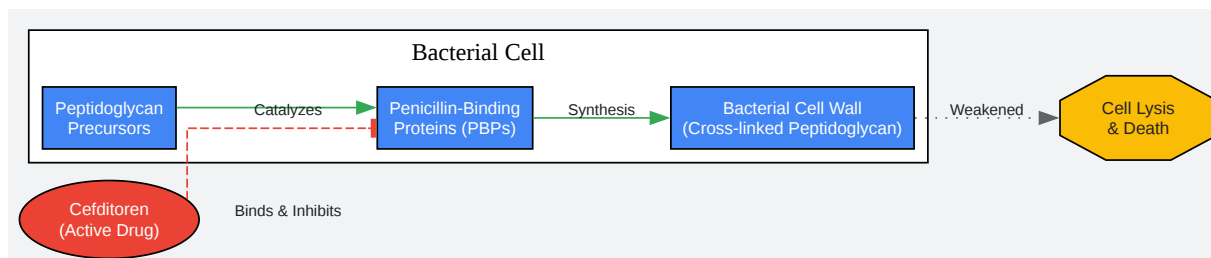 Bacterial Cell
Peptidoglycan
Precursors
Catalyzes
Penicillin-Binding
Proteins (PBPs)
Synthesis
Bacterial Cell Wall
(Cross-linked Peptidoglycan)
Weakened
Cell Lysis
& Death
Cefditoren
(Active Drug)
Binds & Inhibits